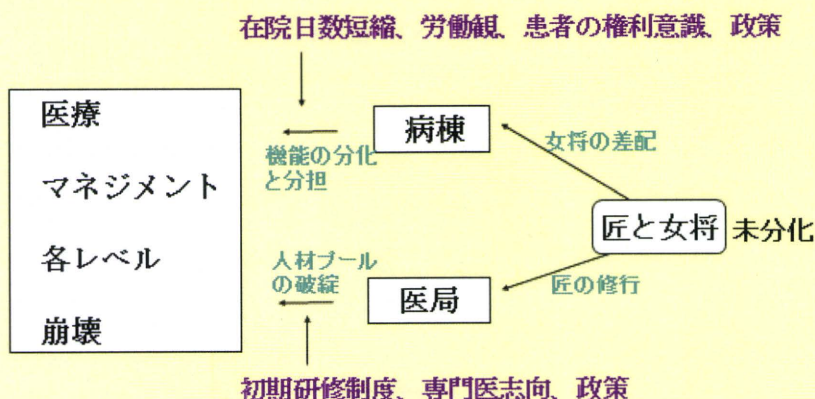 在院日数短縮、労働観、患者の権利意識、政策
医療
マネジメント
各レベル
崩壊
病棟
機能の分化
と分担
女将の差配
匠と女将
未分化
人材プール
の破綻
医局
匠の修行
初期研修制度、専門医志向、政策